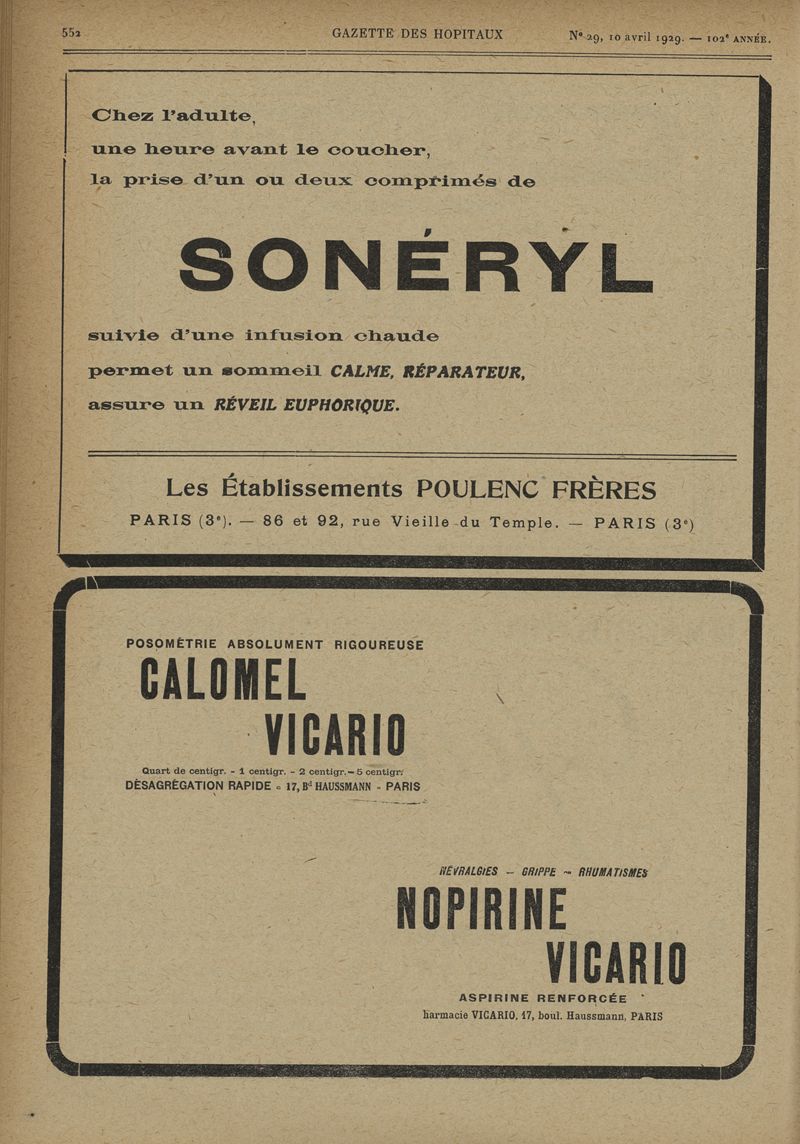 552
GAZETTE DES HOPITAUX
Nº 29, 10 avril 1929. — 102e ANNÉE.
Chez l'adulte,
une heure avant le coucher,
la prise d'un ou deux comprimés de
SONÉRYL
suivie d'une infusion chaude
permet un sommeil CALME, RÉPARATEUR,
assure un RÉVEIL EUPHORIQUE.
Les Établissements POULENC FRÈRES
PARIS (3e). — 86 et 92, rue Vieille du Temple. — PARIS (3e)
POSOMÉTRIE ABSOLUMENT RIGOUREUSE
CALOMEL
VICARIO
Quart de centigr. - 1 centigr. - 2 centigr. - 5 centigr.
DÉSAGRÉGATION RAPIDE - 17, Bd HAUSSMANN - PARIS
NÉVRALGIES — GRIPPE — RHUMATISMES
NOPIRINE
VICARIO
ASPIRINE RENFORCÉE
harmacie VICARIO, 17, boul. Haussmann, PARIS